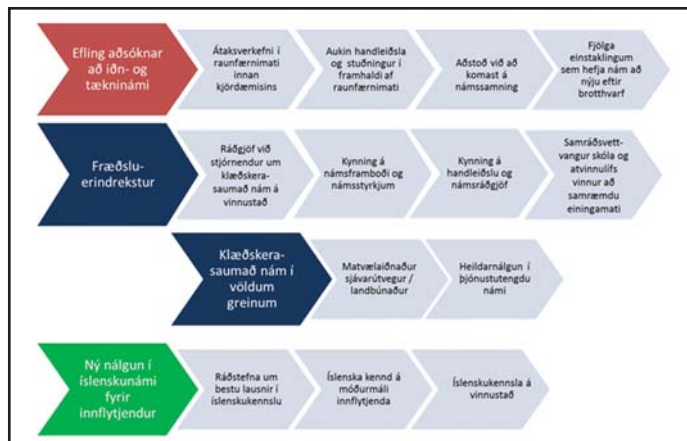 Efling aðsóknar
að iðn- og
tækninámi
Átaksverkefni í
raunfærnimati
innan
kjördæmisins
Aukin handleiðsla
og stuðningur í
framhaldi af
raunfærnimati
Aðstoð við að
komast á
námssamning
Fjölga
einstaklingum
sem hefja nám að
nýju eftir
brotthvarf
Fræðslu-
erindrekstur
Ráðgjöf við
stjórnendur um
klæðskera-
saumað nám á
vinnustað
Kynning á
námsframboði og
námsstyrkjum
Kynning á
handleiðslu og
námsráðgjöf
Samráðsvett-
vangur skóla og
atvinnulífs
vinnur að
samræmdu
einingamati
Klæðskera-
saumað nám í
völdum
greinum
Matvælaiðnaður
sjávarútvegur /
landbúnaður
Heildarnálgun í
þjónustutengdu
námi
Ný nálgun í
íslenskunámi
fyrir
innflytjendur
Ráðstefna um
bestu lausnir í
íslenskukennslu
Íslenska kennd á
móðurmáli
innflytjenda
Íslenskukennsla á
vinnustað